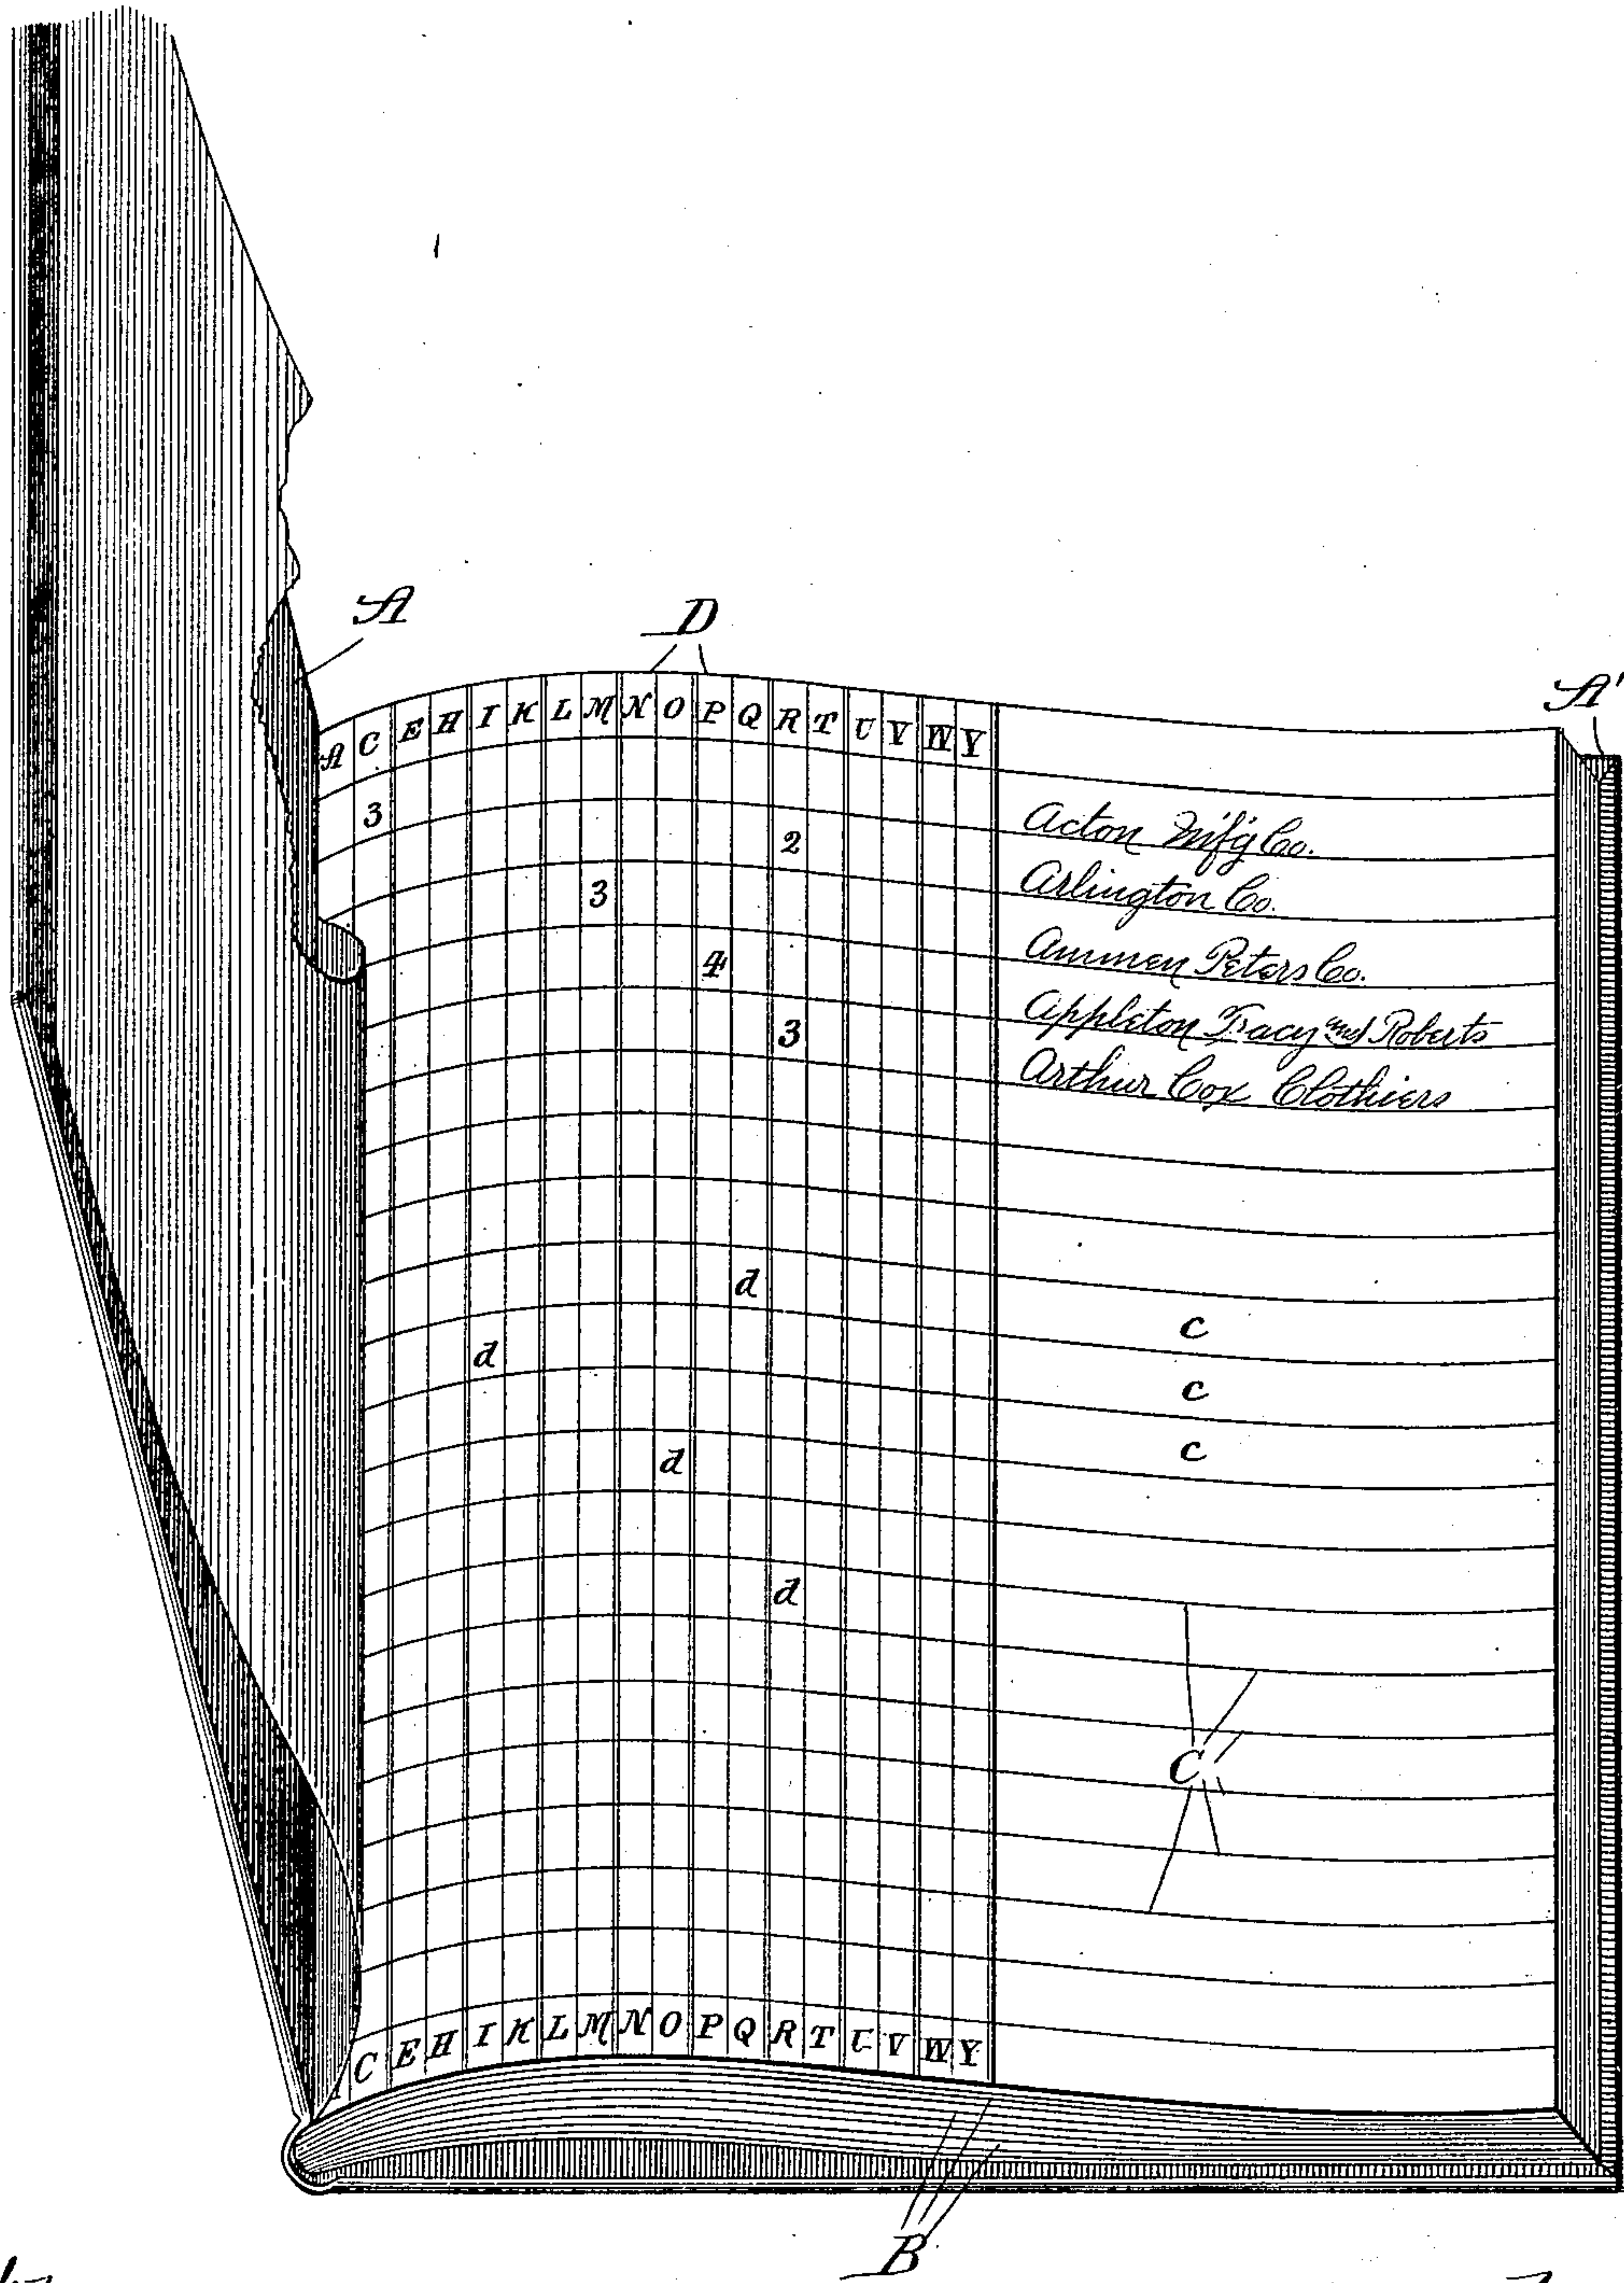 A D
A'
A C E H I K L M N O P Q R T U V W Y
3 Acton M'f'g Co.
2 Arlington Co.
3 Ammen Peters Co.
4 Appleton Tracy and Roberts
3 Arthur Cox Clothiers
d c
d c
d c
d
C
C E H I K L M N O P Q R T U V W Y
B